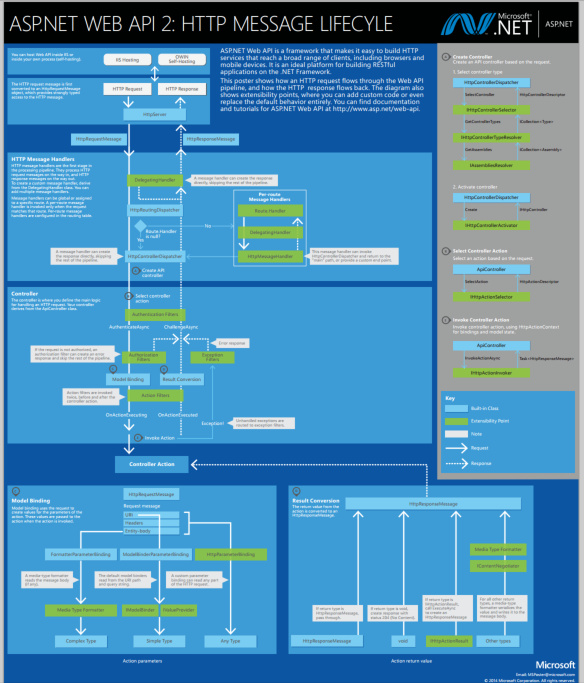 ASP.NET WEB API 2: HTTP MESSAGE LIFECYLE
Microsoft®
.NET
ASP.NET
You can host Web API inside IIS or
inside your own process (self-hosting).
IIS Hosting
OWIN
Self-Hosting
The HTTP request message is first
converted to an HttpRequestMessage
object, which provides strongly typed
access to the HTTP message.
HTTP Request
HTTP Response
HttpServer
HttpRequestMessage
HttpResponseMessage
ASP.NET Web API is a framework that makes it easy to build HTTP
services that reach a broad range of clients, including browsers and
mobile devices. It is an ideal platform for building RESTful
applications on the .NET Framework.
This poster shows how an HTTP request flows through the Web API
pipeline, and how the HTTP response flows back. The diagram also
shows extensibility points, where you can add custom code or even
replace the default behavior entirely. You can find documentation
and tutorials for ASP.NET Web API at http://www.asp.net/web-api.
HTTP Message Handlers
HTTP message handlers are the first stage in
the processing pipeline. They process HTTP
request messages on the way in, and HTTP
response messages on the way out.
To create a custom message handler, derive
from the DelegatingHandler class. You can
add multiple message handlers.
Message handlers can be global or assigned to
a specific route. A per-route message
handler is invoked only when the request
matches that route. Per-route message
handlers are configured in the routing table.
DelegatingHandler
A message handler can create the response
directly, skipping the rest of the pipeline.
HttpRoutingDispatcher
Route.Handler
is null?
No
Yes
Per-route
Message Handlers
Route Handler
DelegatingHandler
HttpMessageHandler
A message handler can create
the response directly, skipping
the rest of the pipeline.
HttpControllerDispatcher
This message handler can invoke
HttpControllerDispatcher and return to the
"main" path, or provide a custom end point.
Create API
controller
Controller
The controller is where you define the main logic
for handling an HTTP request. Your controller
derives from the ApiController class.
Select controller
action
Authentication Filters
AuthenticateAsync
ChallengeAsync
Error response
If the request is not authorized, an
authorization filter can create an error
response and skip the rest of the pipeline.
Authorization
Filters
Exception
Filters
Model Binding
Result Conversion
Action filters are invoked
twice, before and after the
controller action.
Action Filters
OnActionExecuting
OnActionExecuted
Exception!
Unhandled exceptions are
routed to exception filters.
Invoke Action
Controller Action
Create Controller
Create an API controller based on the request.
1. Select controller type
HttpControllerDispatcher
SelectController
HttpControllerDescriptor
IHttpControllerSelector
GetControllerTypes
ICollection<Type>
IHttpControllerTypeResolver
GetAssemblies
ICollection<Assembly>
IAssembliesResolver
2. Activate controller
HttpControllerDispatcher
Create
IHttpController
IHttpControllerActivator
Select Controller Action
Select an action based on the request.
ApiController
SelectAction
HttpActionDescriptor
IHttpActionSelector
Invoke Controller Action
Invoke controller action, using HttpActionContext
for bindings and model state.
ApiController
InvokeActionAsync
Task<HttpResponseMessage>
IHttpActionInvoker
Key
Built-in Class
Extensibility Point
Note
Request
Response
Model Binding
Model binding uses the request to
create values for the parameters of the
action. These values are passed to the
action when the action is invoked.
HttpRequestMessage
Request message
URI
Headers
Entity-body
FormatterParameterBinding
ModelBinderParameterBinding
HttpParameterBinding
A media-type formatter
reads the message body
(if any).
The default model binders
read from the URI path
and query string.
A custom parameter
binding can read any part
of the HTTP request.
Media Type Formatter
IModelBinder
IValueProvider
Complex Type
Simple Type
Any Type
Action parameters
Result Conversion
The return value from
the action is converted to an
HttpResponseMessage.
HttpResponseMessage
Media Type Formatter
IContentNegotiator
If return type is
HttpResponseMessage,
pass through.
If return type is void,
create response with
status 204 (No Content).
If return type is
IHttpActionResult,
call ExecuteAsync
to create an
HttpResponseMessage
For all other return
types, a media-type
formatter serializes the
value and writes it to the
message body.
HttpResponseMessage
void
IHttpActionResult
Other types
Action return value
Microsoft
Email: MSPoster@microsoft.com
© 2014 Microsoft Corporation. All rights reserved.